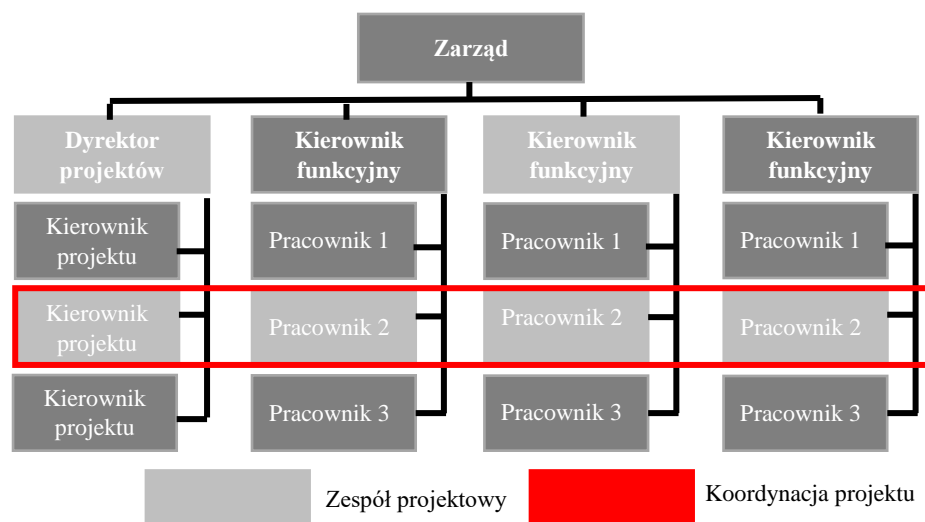 Zarząd
Dyrektor
projektów
Kierownik
funkcyjny
Kierownik
funkcyjny
Kierownik
funkcyjny
Kierownik
projektu
Pracownik 1
Pracownik 1
Pracownik 1
Kierownik
projektu
Pracownik 2
Pracownik 2
Pracownik 2
Kierownik
projektu
Pracownik 3
Pracownik 3
Pracownik 3
Zespół projektowy
Koordynacja projektu